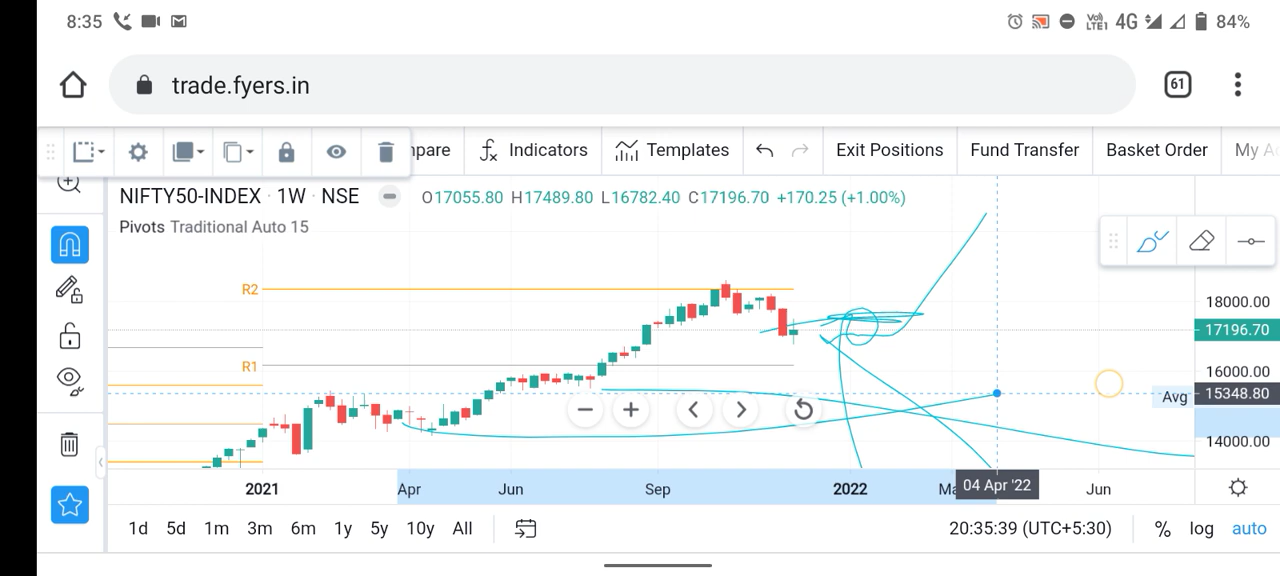 8:35 Vo) LTE1 4G 84%
trade.fyers.in 61
mpare Indicators Templates Exit Positions Fund Transfer Basket Order My A
NIFTY50-INDEX · 1W · NSE O17055.80 H17489.80 L16782.40 C17196.70 +170.25 (+1.00%)
Pivots Traditional Auto 15
R2
18000.00
17196.70
R1
16000.00
Avg 15348.80
14000.00
2021 Apr Jun Sep 2022 Ma 04 Apr '22 Jun
1d 5d 1m 3m 6m 1y 5y 10y All 20:35:39 (UTC+5:30) % log auto